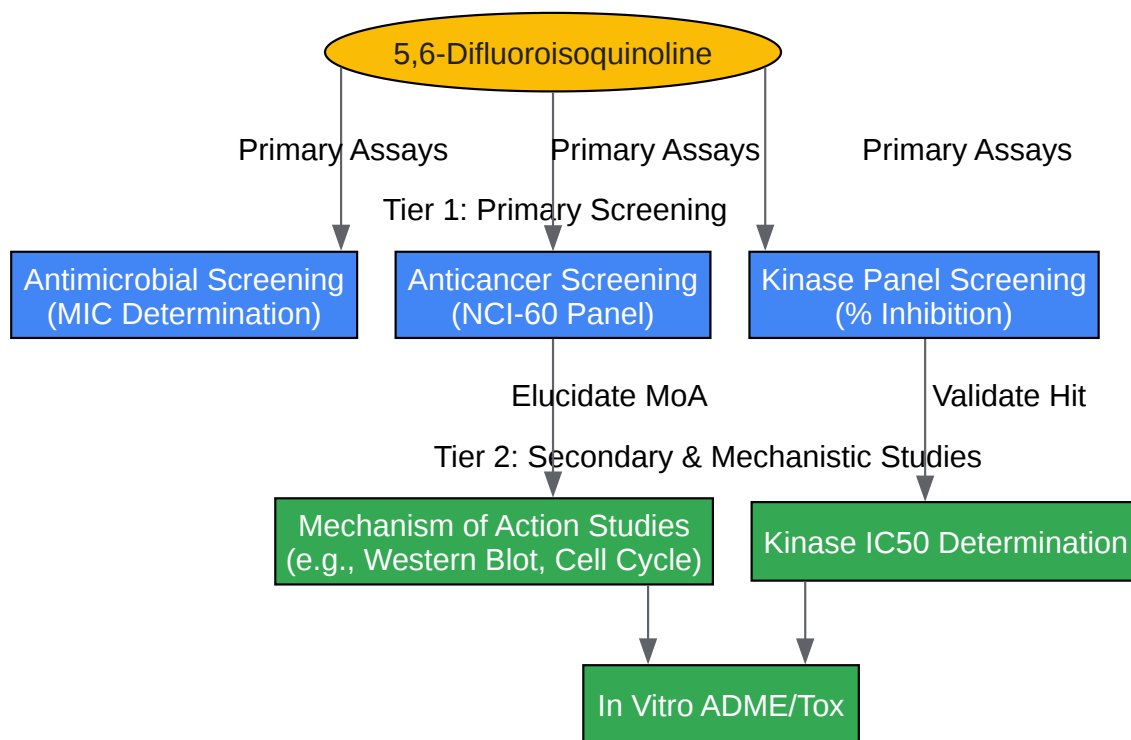 5,6-Difluoroisoquinoline
Primary Assays
Primary Assays
Primary Assays
Tier 1: Primary Screening
Antimicrobial Screening
(MIC Determination)
Anticancer Screening
(NCI-60 Panel)
Kinase Panel Screening
(% Inhibition)
Elucidate MoA
Validate Hit
Tier 2: Secondary & Mechanistic Studies
Mechanism of Action Studies
(e.g., Western Blot, Cell Cycle)
Kinase IC50 Determination
In Vitro ADME/Tox